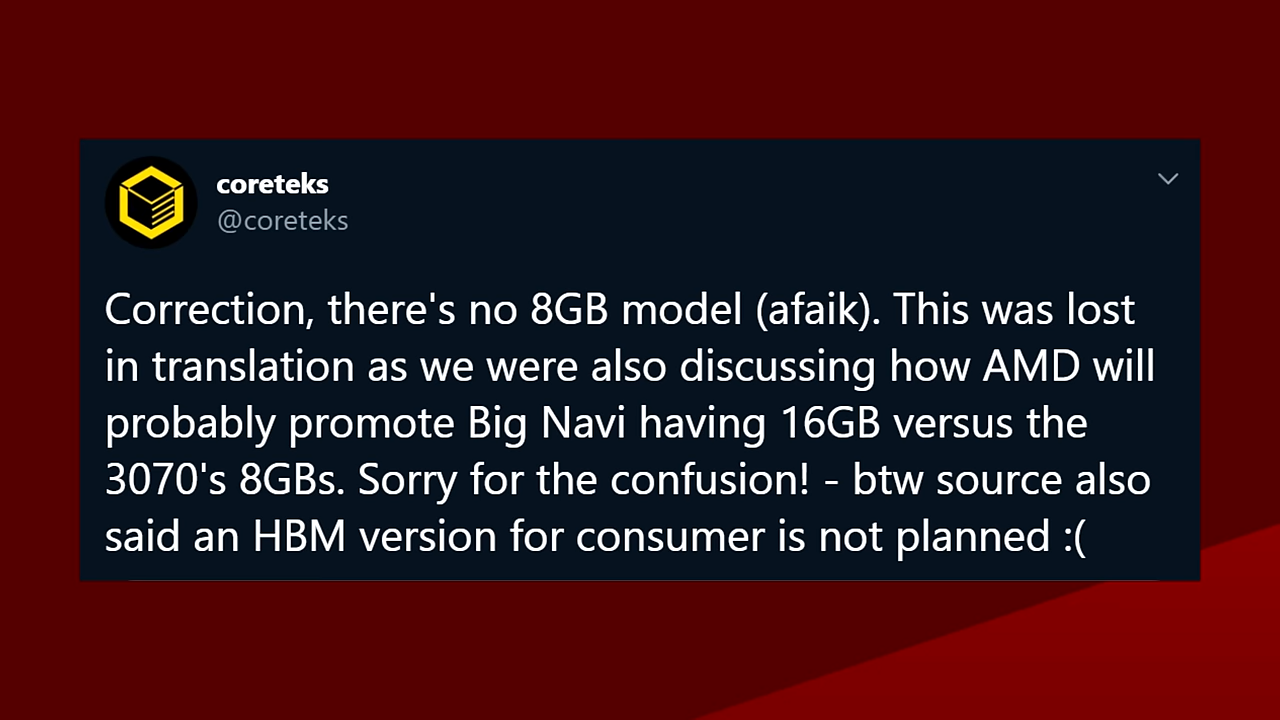 coreteks
@coreteks
Correction, there's no 8GB model (afaik). This was lost
in translation as we were also discussing how AMD will
probably promote Big Navi having 16GB versus the
3070's 8GBs. Sorry for the confusion! - btw source also
said an HBM version for consumer is not planned :(